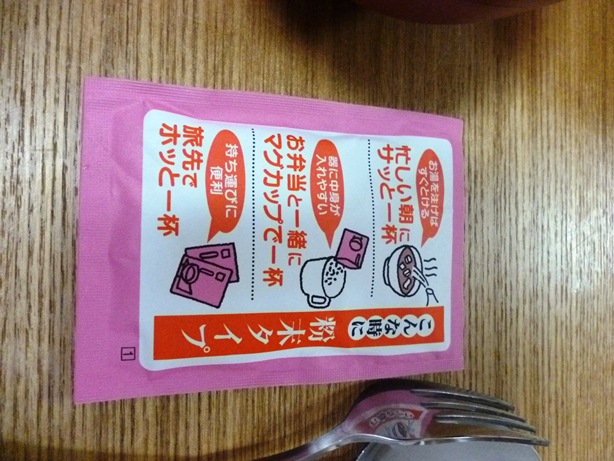 こんな時に
粉末タイプ
お湯を注げば
すぐとける
忙しい朝に
サッと一杯
器に中身が
入れやすい
お弁当と一緒に
マグカップで一杯
持ち運びに
便利
旅先で
ホッと一杯
1